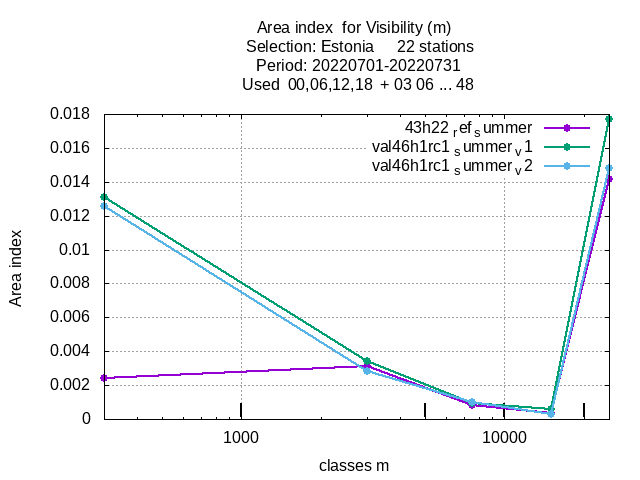 Area index  for Visibility (m)
Selection: Estonia     22 stations
Period: 20220701-20220731
Used  00,06,12,18  + 03 06 ... 48
0.018
0.016
0.014
0.012
0.01
0.008
0.006
0.004
0.002
0
Area index
43h22 ref summer
val46h1rc1 summer v1
val46h1rc1 summer v2
1000
10000
classes m